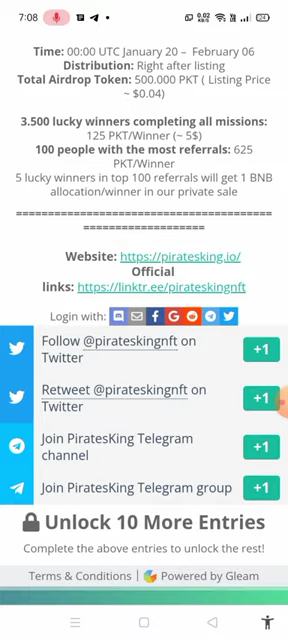 7:08
0.02
KB/S
24
Time: 00:00 UTC January 20 – February 06
Distribution: Right after listing
Total Airdrop Token: 500.000 PKT ( Listing Price
~ $0.04)
3.500 lucky winners completing all missions:
125 PKT/Winner (~ 5$)
100 people with the most referrals: 625
PKT/Winner
5 lucky winners in top 100 referrals will get 1 BNB
allocation/winner in our private sale
========================================
===================
Website: https://piratesking.io/
Official
links: https://linktr.ee/pirateskingnft
Login with:
Follow @pirateskingnft on
Twitter
+1
Retweet @pirateskingnft on
Twitter
+1
Join PiratesKing Telegram
channel
+1
Join PiratesKing Telegram group
+1
Unlock 10 More Entries
Complete the above entries to unlock the rest!
Terms & Conditions | Powered by Gleam